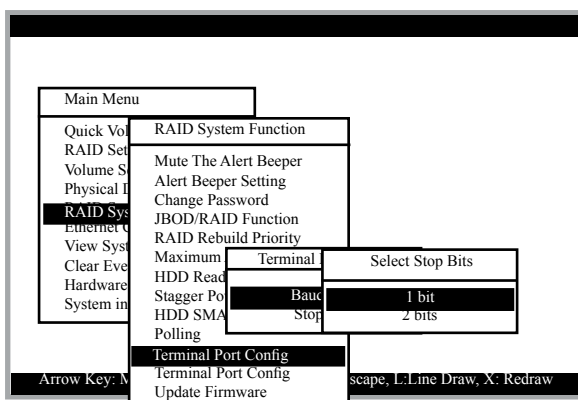 Main Menu
Quick Vol
RAID Set
Volume S
Physical
RAID Sys
Ethernet
View Syst
Clear Eve
Hardware
System in
RAID System Function
Mute The Alert Beeper
Alert Beeper Setting
Change Password
JBOD/RAID Function
RAID Rebuild Priority
Maximum
HDD Read
Stagger Po
HDD SMA
Polling
Terminal Port Config
Terminal Port Config
Update Firmware
Terminal
Baud
Stop
Select Stop Bits
1 bit
2 bits
Arrow Key: M
scape, L:Line Draw, X: Redraw